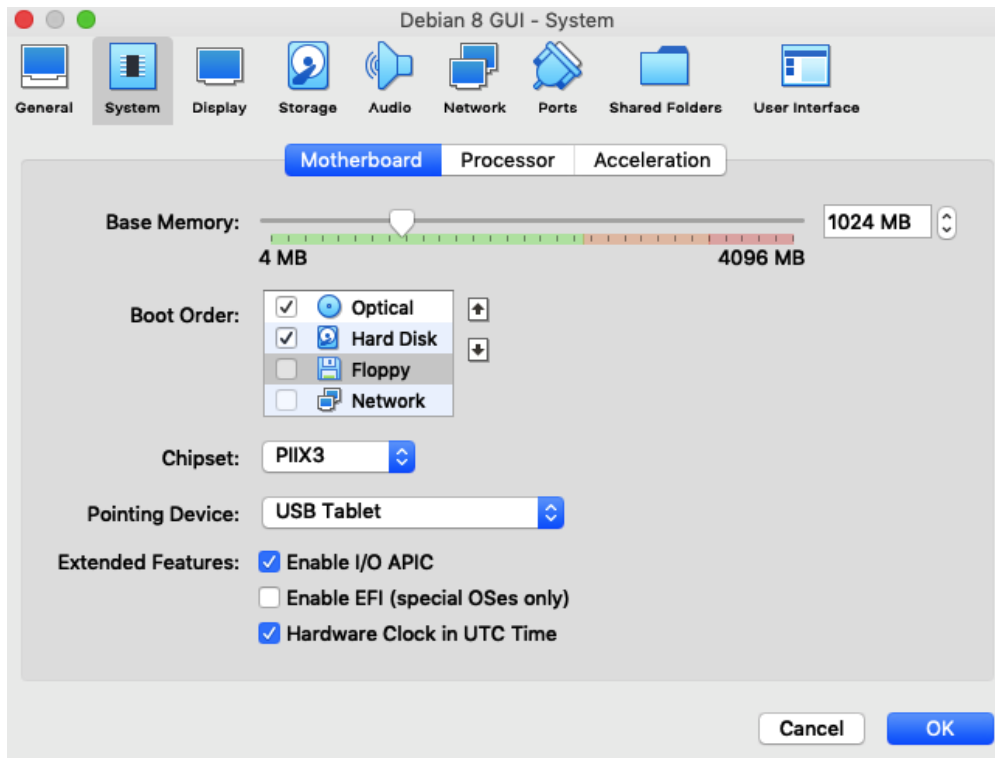 Debian 8 GUI - System
General System Display Storage Audio Network Ports Shared Folders User Interface
Motherboard Processor Acceleration
Base Memory: 1024 MB
4 MB 4096 MB
Boot Order: Optical
Hard Disk
Floppy
Network
Chipset: PIIX3
Pointing Device: USB Tablet
Extended Features: Enable I/O APIC
Enable EFI (special OSes only)
Hardware Clock in UTC Time
Cancel OK